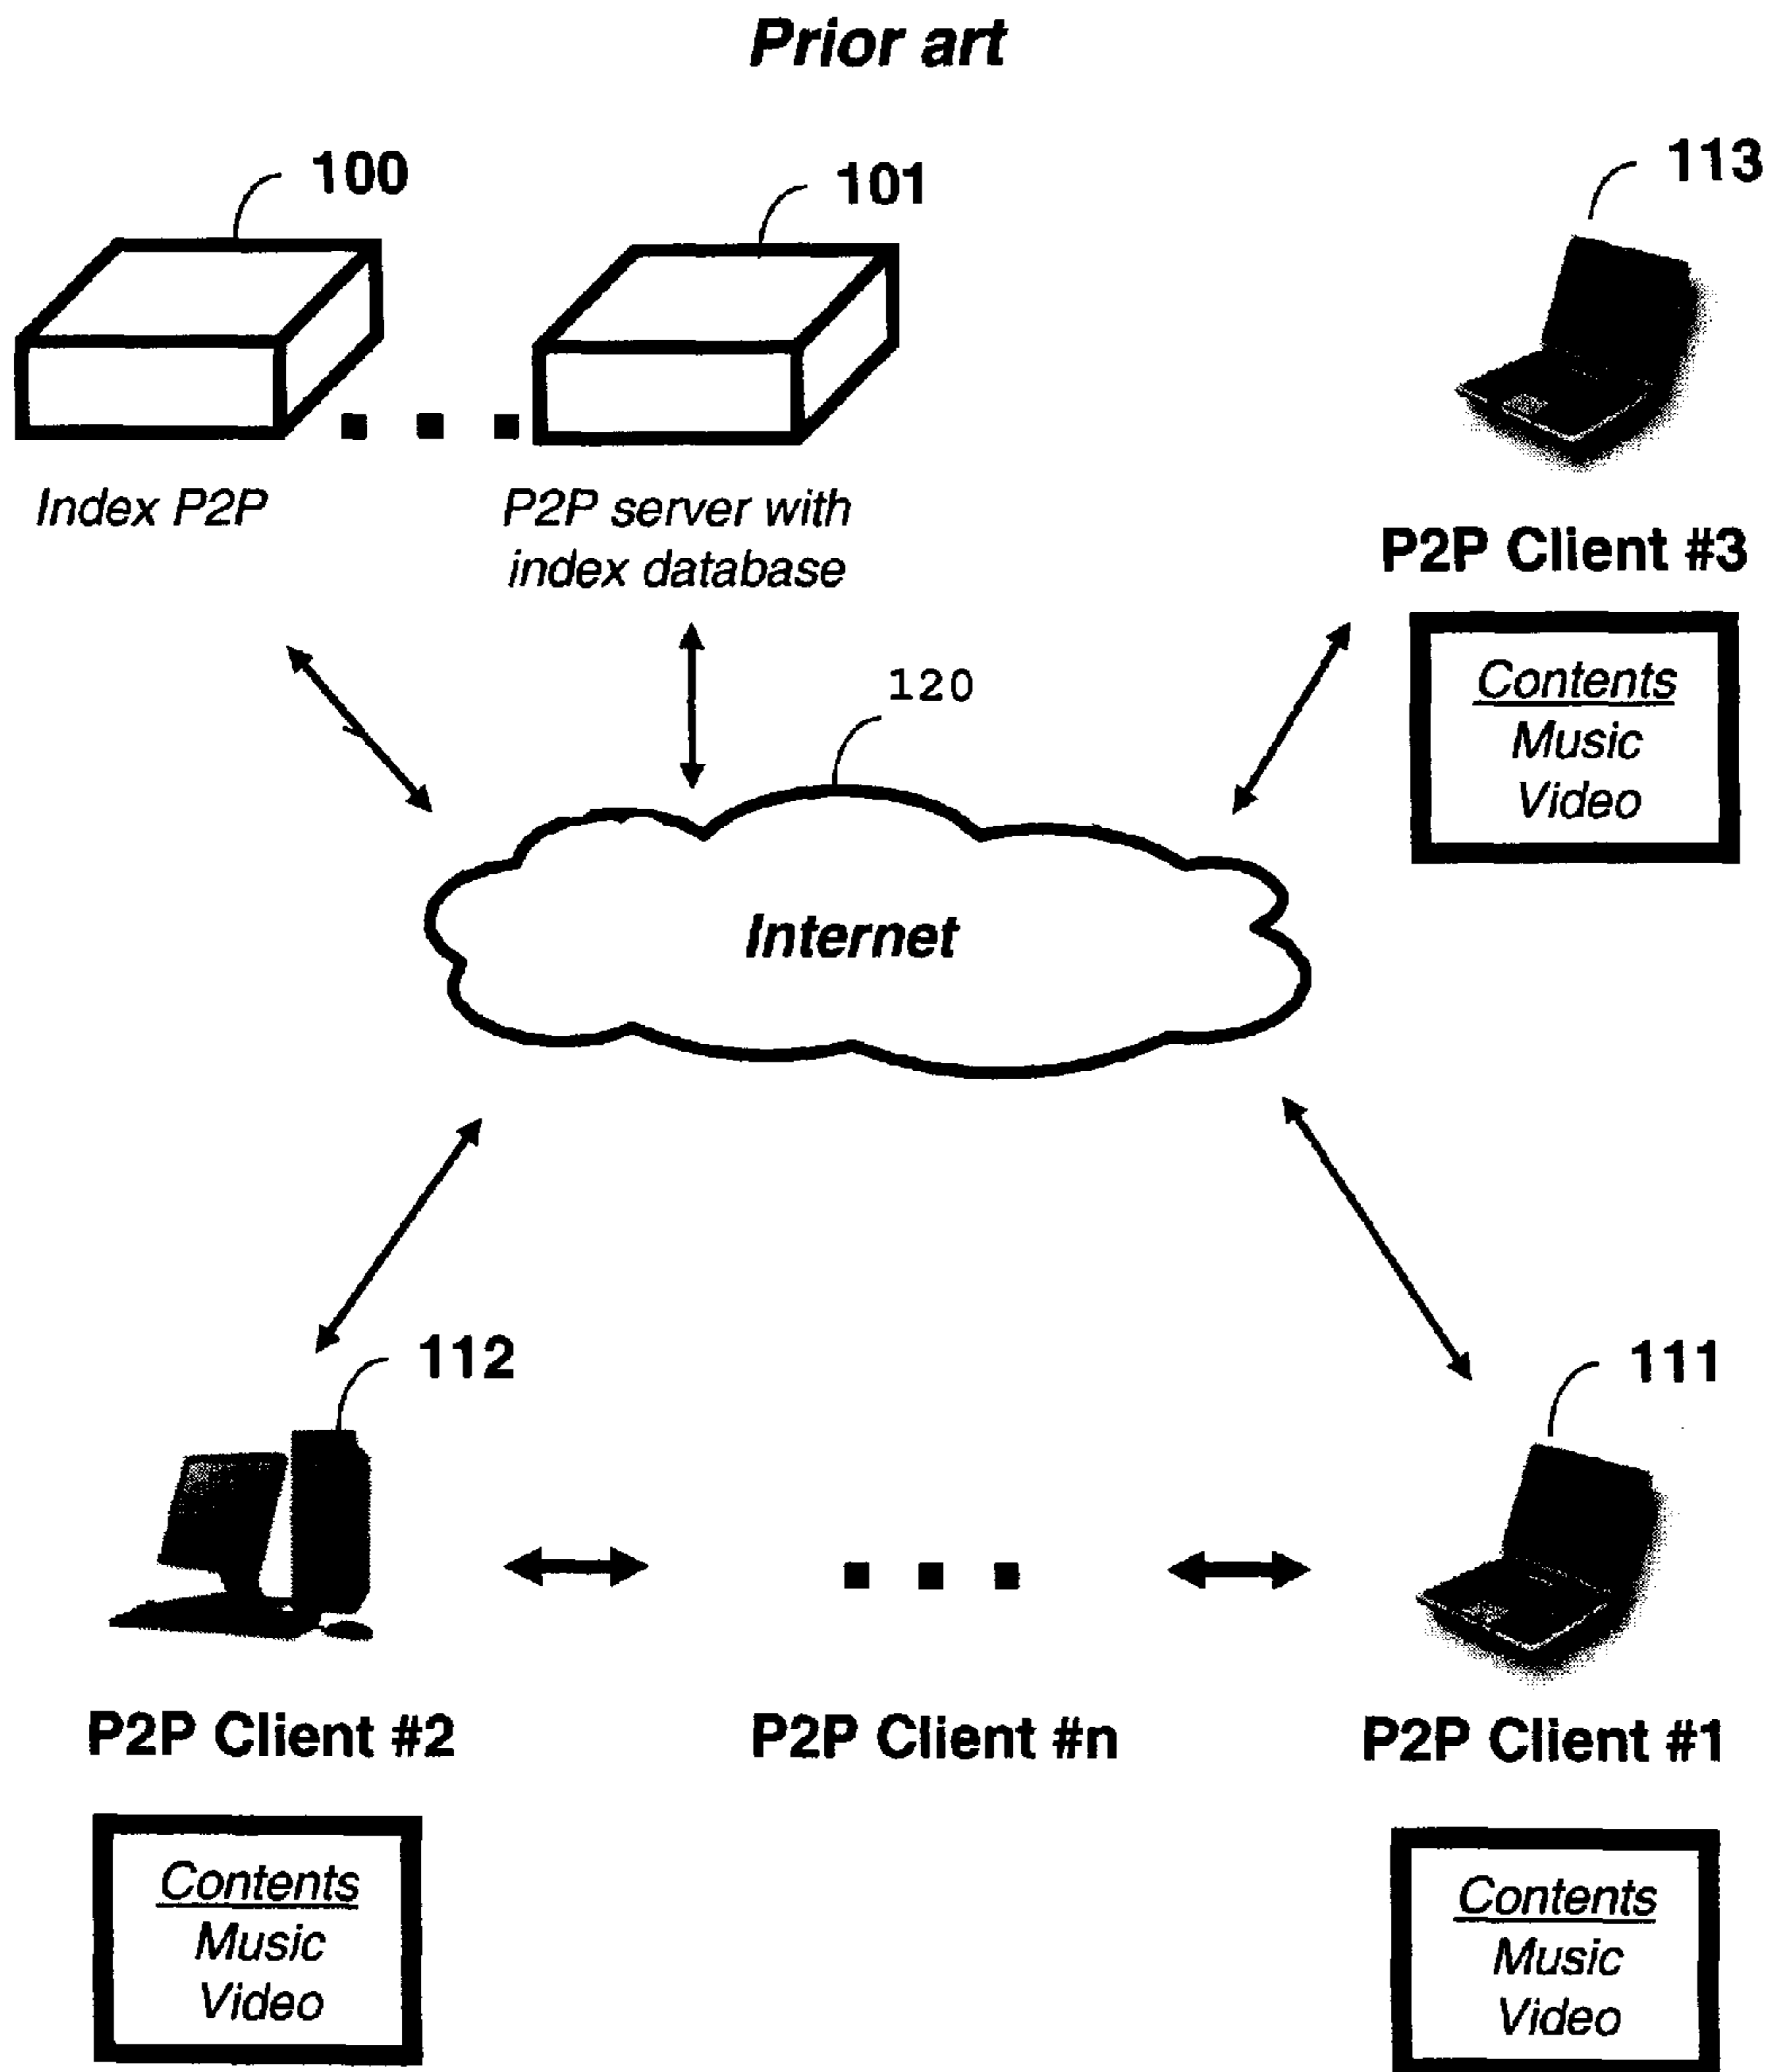 Prior art
100
101
113
Index P2P
P2P server with
index database
P2P Client #3
Contents
Music
Video
120
Internet
112
111
P2P Client #2
P2P Client #n
P2P Client #1
Contents
Music
Video
Contents
Music
Video